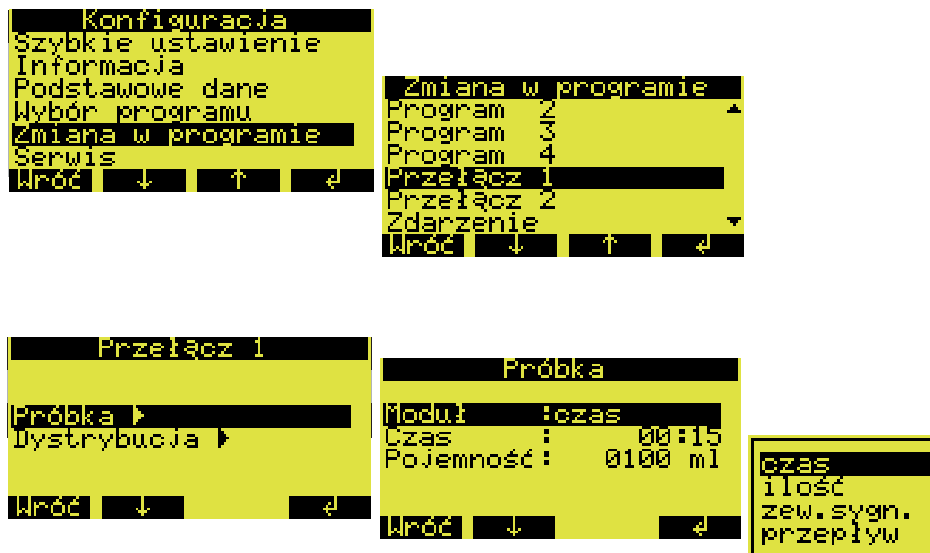 Konfiguracja
Szybkie ustawienie
Informacja
Podstawowe dane
Wybór programu
Zmiana w programie
Serwis
Wróć ↓ ↑ ↲
Zmiana w programie
Program 2 ▲
Program 3
Program 4
Przełącz 1
Przełącz 2
Zdarzenie ▼
Wróć ↓ ↑ ↲
Przełącz 1
Próbka ▶
Dystrybucja ▶
Wróć ↓ ↲
Próbka
Moduł :czas
Czas : 00:15
Pojemność: 0100 ml
Wróć ↓ ↲
czas
ilość
zew.sygn.
przepływ